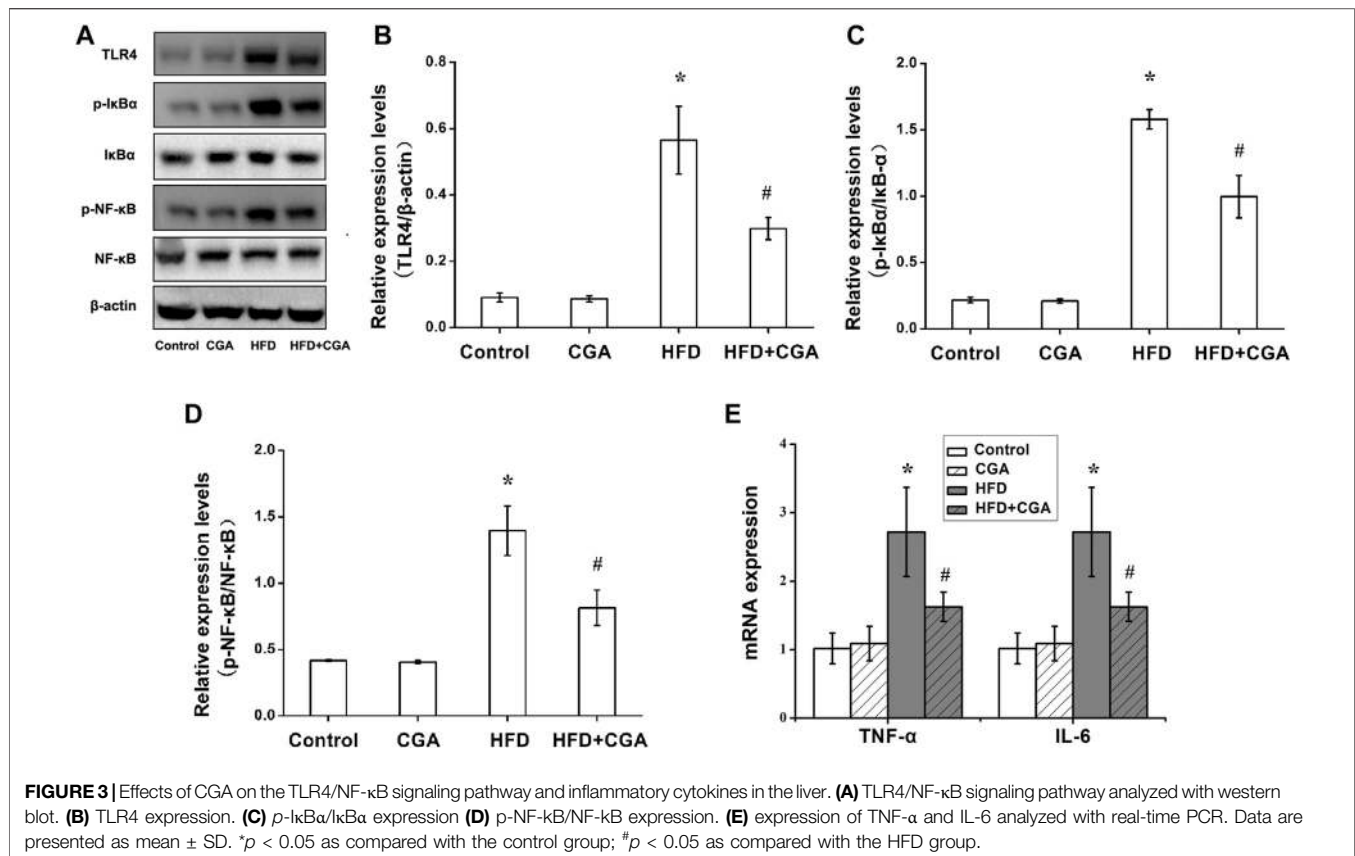 A
TLR4
p-IκBα
IκBα
p-NF-κB
NF-κB
β-actin
Control CGA HFD HFD+CGA
B
Relative expression levels
(TLR4/β-actin)
0.8
0.6
0.4
0.2
0.0
*
#
Control CGA HFD HFD+CGA
C
Relative expression levels
(p-IκBα/IκB-α)
2.0
1.5
1.0
0.5
0.0
*
#
Control CGA HFD HFD+CGA
D
Relative expression levels
(p-NF-κB/NF-κB)
2.0
1.5
1.0
0.5
0.0
*
#
Control CGA HFD HFD+CGA
E
mRNA expression
4
3
2
1
0
Control
CGA
HFD
HFD+CGA
*
#
*
#
TNF-α IL-6
FIGURE 3 | Effects of CGA on the TLR4/NF-κB signaling pathway and inflammatory cytokines in the liver. (A) TLR4/NF-κB signaling pathway analyzed with western
blot. (B) TLR4 expression. (C) p-IκBα/IκBα expression (D) p-NF-kB/NF-kB expression. (E) expression of TNF-α and IL-6 analyzed with real-time PCR. Data are
presented as mean ± SD. *p < 0.05 as compared with the control group; #p < 0.05 as compared with the HFD group.